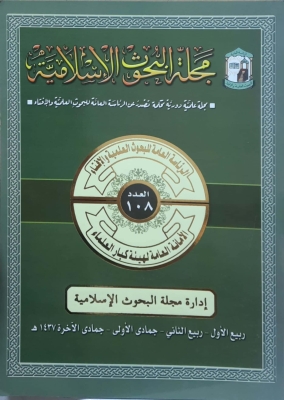 مجلة البحوث الإسلامية
مجلة علمية دورية محكمة تصدر عن الرئاسة العامة للبحوث العلمية والإفتاء
الرئاسة العامة للبحوث العلمية والإفتاء
العدد
١٠٨
الأمانة العامة لهيئة كبار العلماء
إدارة مجلة البحوث الإسلامية
ربيع الأول - ربيع الثاني - جمادى الأولى - جمادى الآخرة ١٤٣٧ هـ